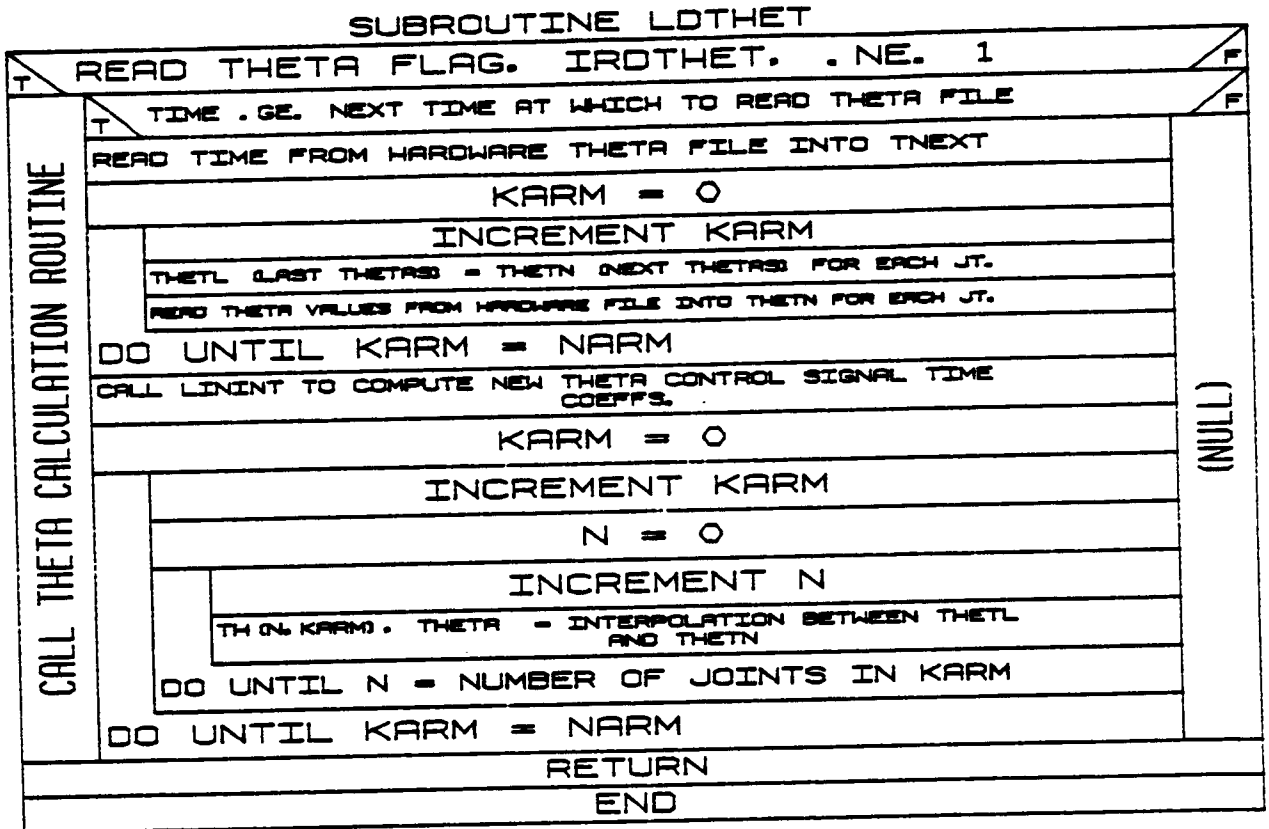 SUBROUTINE LDTHET
T READ THETA FLAG. IRDTHET. .NE. 1 F
T TIME .GE. NEXT TIME AT WHICH TO READ THETA FILE F
CALL THETA CALCULATION ROUTINE
READ TIME FROM HARDWARE THETA FILE INTO TNEXT
KARM = 0
INCREMENT KARM
THETL (LAST THETAS) = THETN (NEXT THETAS) FOR EACH JT.
READ THETA VALUES FROM HARDWARE FILE INTO THETN FOR EACH JT.
DO UNTIL KARM = NARM
CALL LININT TO COMPUTE NEW THETA CONTROL SIGNAL TIME
COEFFS.
KARM = 0
INCREMENT KARM
N = 0
INCREMENT N
TH (N. KARM). THETA = INTERPOLATION BETWEEN THETL
AND THETN
DO UNTIL N = NUMBER OF JOINTS IN KARM
DO UNTIL KARM = NARM
(NULL)
RETURN
END